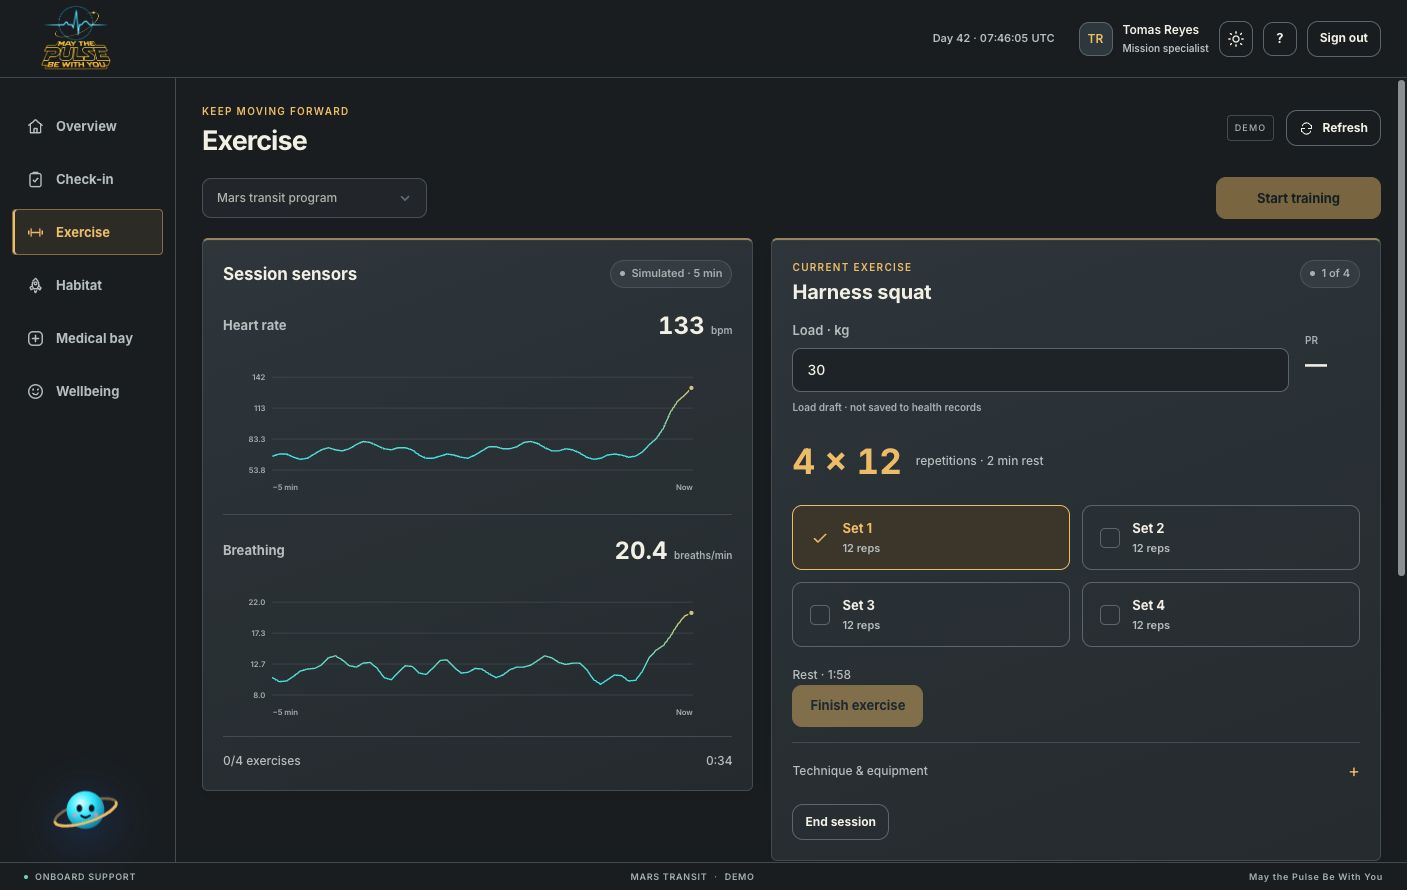 MAY THE
PULSE
BE WITH YOU
Day 42 · 07:46:05 UTC
TR
Tomas Reyes
Mission specialist
?
Sign out
Overview
Check-in
Exercise
Habitat
Medical bay
Wellbeing
KEEP MOVING FORWARD
Exercise
DEMO
Refresh
Mars transit program
Start training
Session sensors
Simulated · 5 min
Heart rate
133 bpm
142
113
83.3
53.8
−5 min
Now
Breathing
20.4 breaths/min
22.0
17.3
12.7
8.0
−5 min
Now
0/4 exercises
0:34
CURRENT EXERCISE
1 of 4
Harness squat
Load · kg
PR
30
—
Load draft · not saved to health records
4 × 12 repetitions · 2 min rest
Set 1
12 reps
Set 2
12 reps
Set 3
12 reps
Set 4
12 reps
Rest · 1:58
Finish exercise
Technique & equipment
+
End session
ONBOARD SUPPORT
MARS TRANSIT · DEMO
May the Pulse Be With You